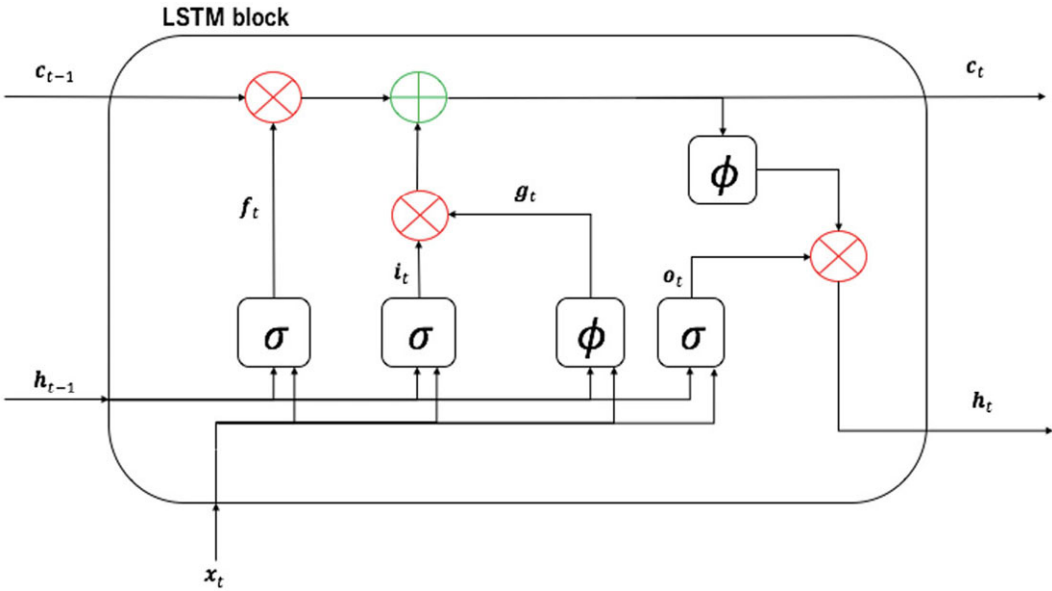 LSTM block
c_{t-1}
c_t
ϕ
f_t
g_t
i_t
o_t
σ
σ
ϕ
σ
h_{t-1}
h_t
x_t